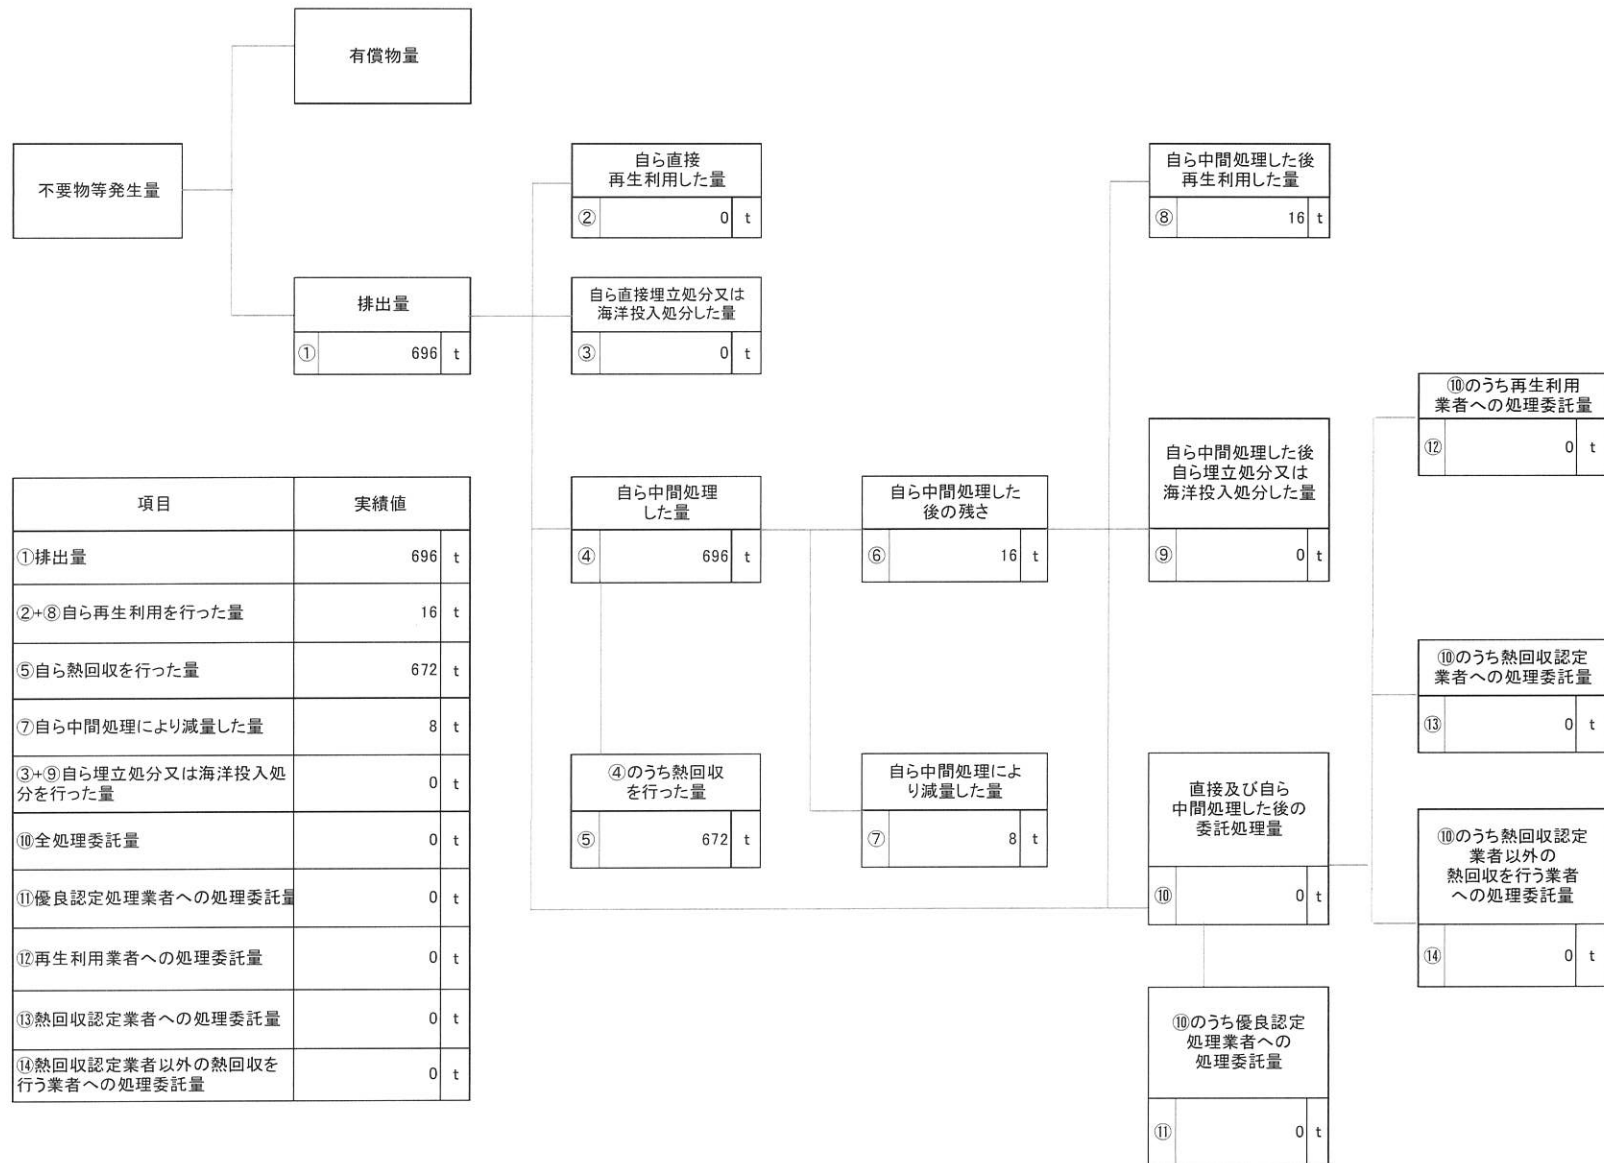 有償物量
不要物等発生量
排出量
① 696 t
自ら直接
再生利用した量
② 0 t
自ら直接埋立処分又は
海洋投入処分した量
③ 0 t
自ら中間処理した後
再生利用した量
⑧ 16 t
⑩のうち再生利用
業者への処理委託量
⑫ 0 t
自ら中間処理した後
自ら埋立処分又は
海洋投入処分した量
⑨ 0 t
自ら中間処理
した量
④ 696 t
自ら中間処理した
後の残さ
⑥ 16 t
⑩のうち熱回収認定
業者への処理委託量
⑬ 0 t
④のうち熱回収
を行った量
⑤ 672 t
自ら中間処理によ
り減量した量
⑦ 8 t
直接及び自ら
中間処理した後の
委託処理量
⑩ 0 t
⑩のうち熱回収認定
業者以外の
熱回収を行う業者
への処理委託量
⑭ 0 t
⑩のうち優良認定
処理業者への
処理委託量
⑪ 0 t
項目 実績値
①排出量 696 t
②+⑧自ら再生利用を行った量 16 t
⑤自ら熱回収を行った量 672 t
⑦自ら中間処理により減量した量 8 t
③+⑨自ら埋立処分又は海洋投入処
分を行った量 0 t
⑩全処理委託量 0 t
⑪優良認定処理業者への処理委託量 0 t
⑫再生利用業者への処理委託量 0 t
⑬熱回収認定業者への処理委託量 0 t
⑭熱回収認定業者以外の熱回収を
行う業者への処理委託量 0 t